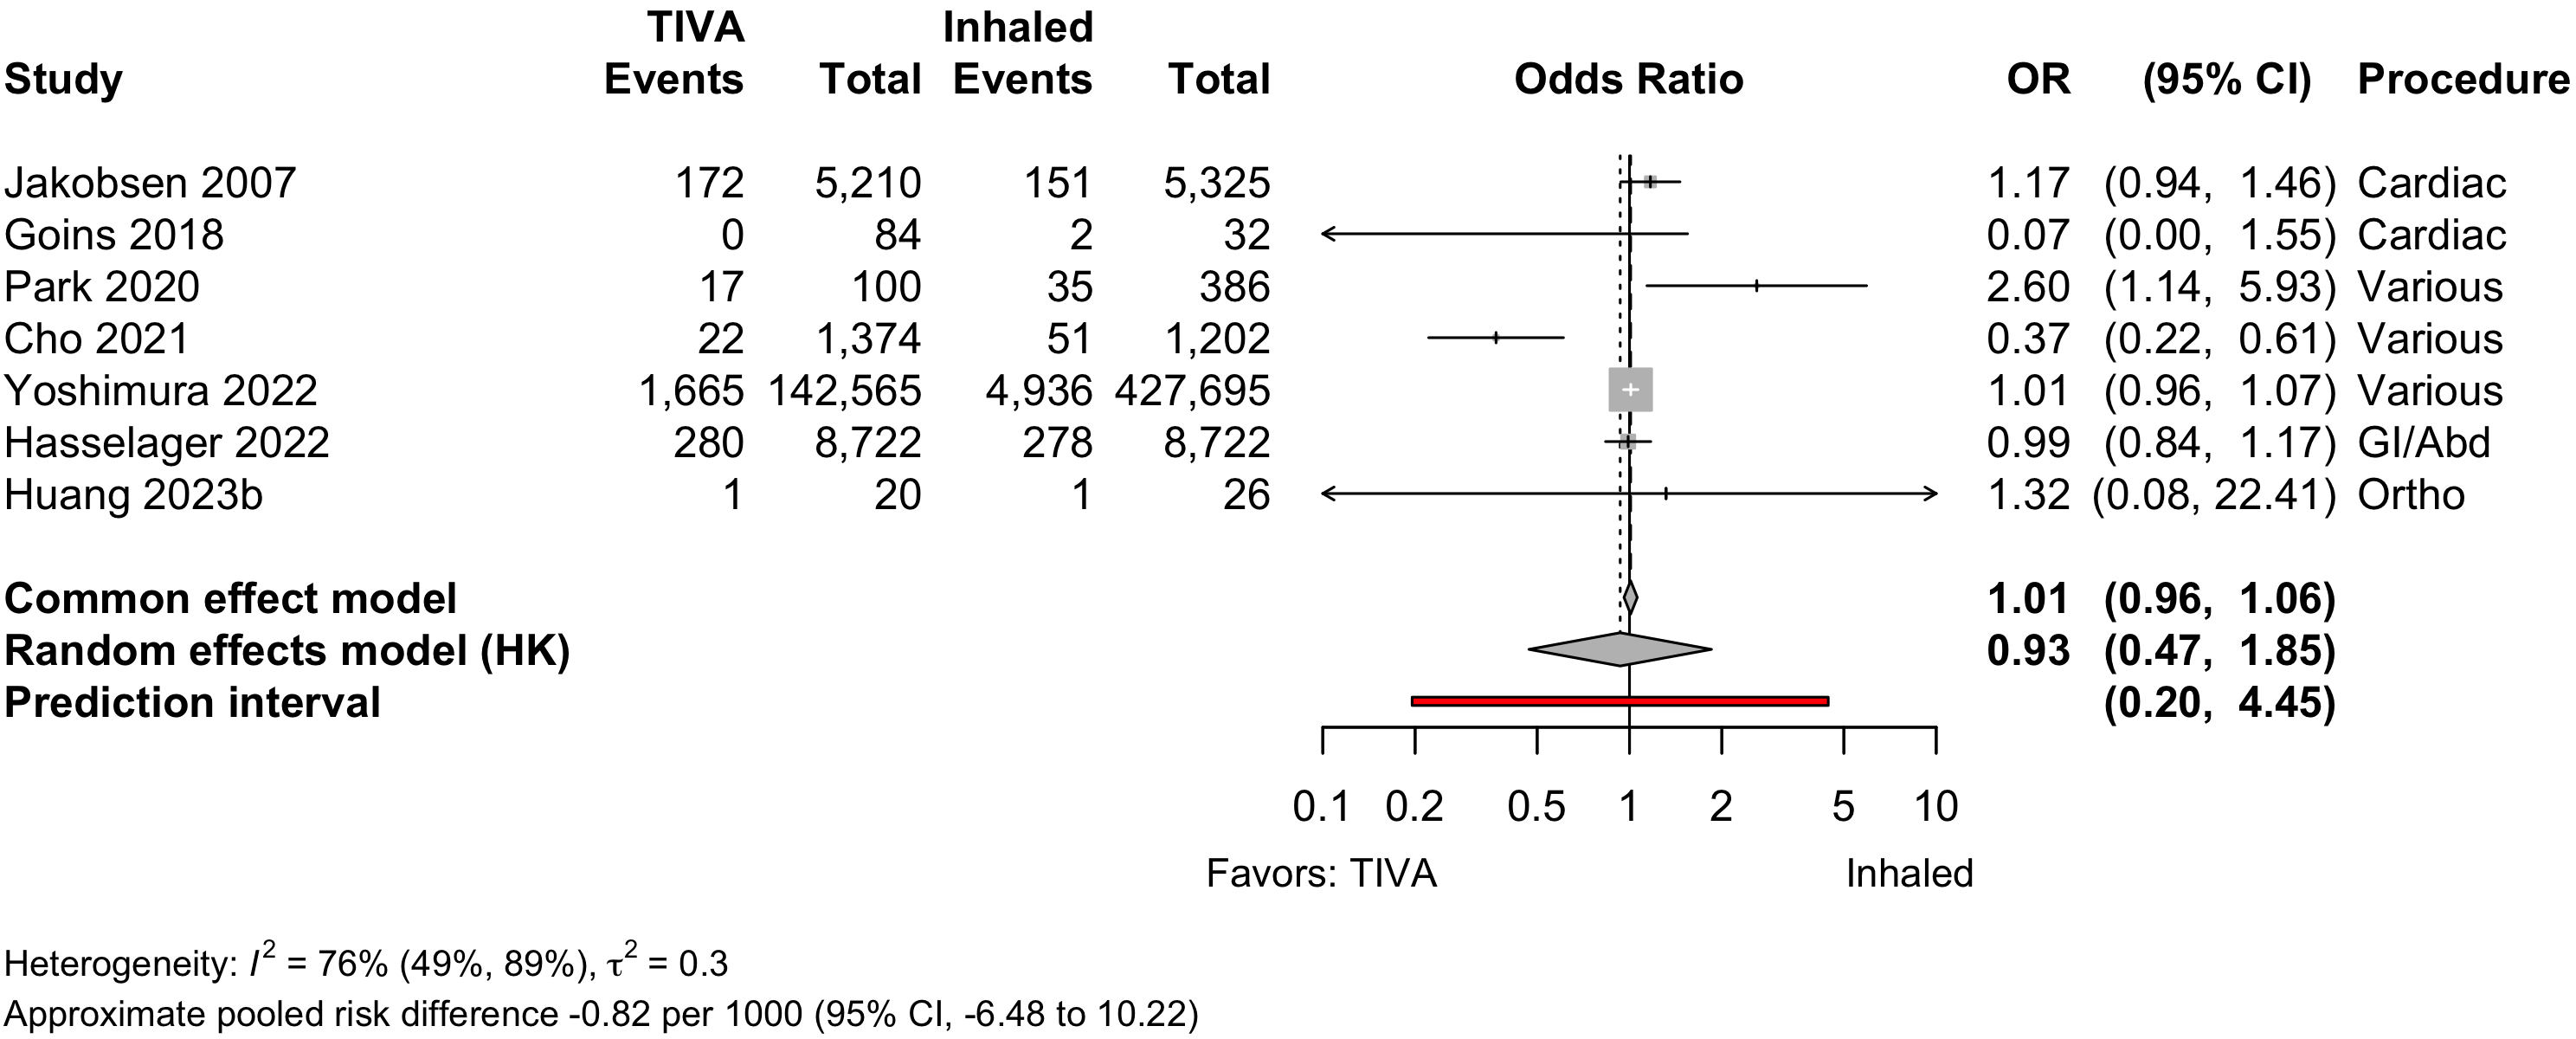 TIVA Inhaled
Study Events Total Events Total Odds Ratio OR (95% CI) Procedure
Jakobsen 2007 172 5,210 151 5,325 1.17 (0.94, 1.46) Cardiac
Goins 2018 0 84 2 32 0.07 (0.00, 1.55) Cardiac
Park 2020 17 100 35 386 2.60 (1.14, 5.93) Various
Cho 2021 22 1,374 51 1,202 0.37 (0.22, 0.61) Various
Yoshimura 2022 1,665 142,565 4,936 427,695 1.01 (0.96, 1.07) Various
Hasselager 2022 280 8,722 278 8,722 0.99 (0.84, 1.17) GI/Abd
Huang 2023b 1 20 1 26 1.32 (0.08, 22.41) Ortho
Common effect model 1.01 (0.96, 1.06)
Random effects model (HK) 0.93 (0.47, 1.85)
Prediction interval (0.20, 4.45)
0.1 0.2 0.5 1 2 5 10
Favors: TIVA Inhaled
Heterogeneity: I² = 76% (49%, 89%), τ² = 0.3
Approximate pooled risk difference -0.82 per 1000 (95% CI, -6.48 to 10.22)